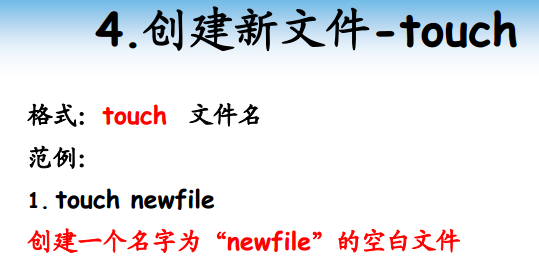 4.创建新文件-touch
格式: touch 文件名
范例:
1. touch newfile
创建一个名字为“newfile”的空白文件